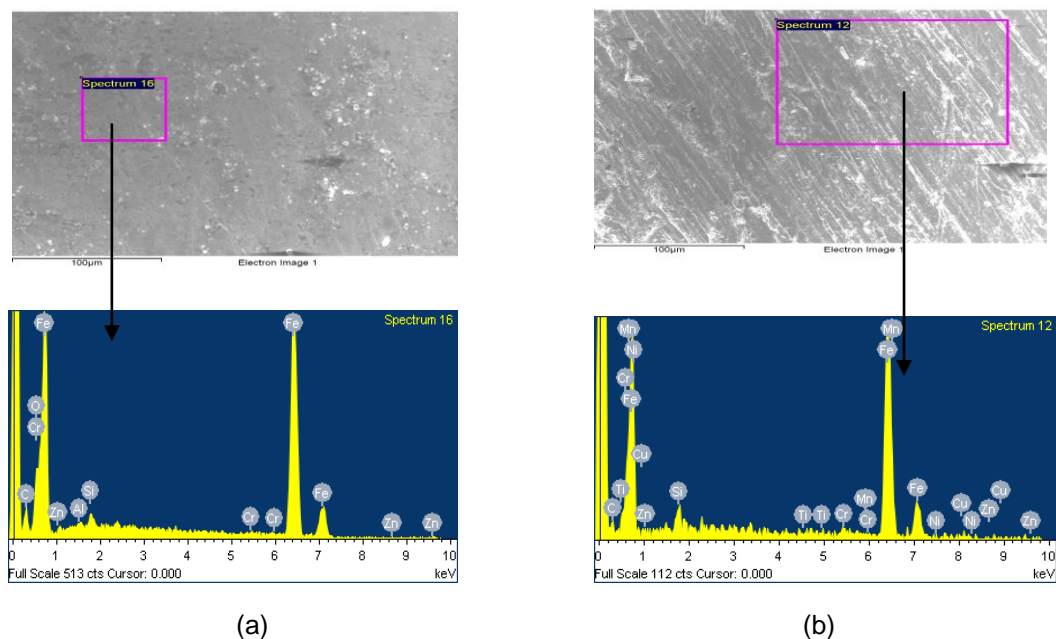 Spectrum 16
100µm Electron Image 1
Fe Fe Spectrum 16
O
Cr
C Zn Al Si Cr Cr Fe Zn Zn
0 1 2 3 4 5 6 7 8 9 10
Full Scale 513 cts Cursor: 0.000 keV
(a)
Spectrum 12
100µm Electron Image 1
Mn Mn Spectrum 12
Ni Fe
Cr
Fe
Cu
C Ti Zn Si Ti Ti Cr Mn Cr Fe Ni Cu Ni Zn Cu Zn
0 1 2 3 4 5 6 7 8 9 10
Full Scale 112 cts Cursor: 0.000 keV
(b)